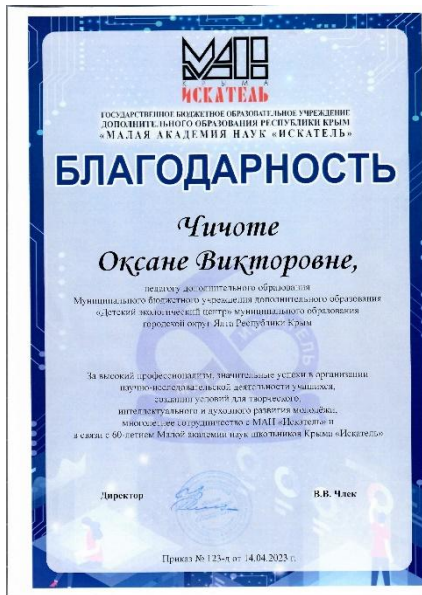 МАН
КРЫМА
ИСКАТЕЛЬ
ГОСУДАРСТВЕННОЕ БЮДЖЕТНОЕ ОБРАЗОВАТЕЛЬНОЕ УЧРЕЖДЕНИЕ
ДОПОЛНИТЕЛЬНОГО ОБРАЗОВАНИЯ РЕСПУБЛИКИ КРЫМ
«МАЛАЯ АКАДЕМИЯ НАУК «ИСКАТЕЛЬ»
БЛАГОДАРНОСТЬ
Чичоте
Оксане Викторовне,
педагогу дополнительного образования
Муниципального бюджетного учреждения дополнительного образования
«Детский экологический центр» муниципального образования
городской округ Ялта Республики Крым
За высокий профессионализм, значительные успехи в организации
научно-исследовательской деятельности учащихся,
создании условий для творческого,
интеллектуального и духовного развития молодёжи,
многолетнее сотрудничество с МАН «Искатель» и
в связи с 60-летием Малой академии наук школьников Крыма «Искатель»
Директор
В.В. Члек
Приказ № 123-л от 14.04.2023 г.